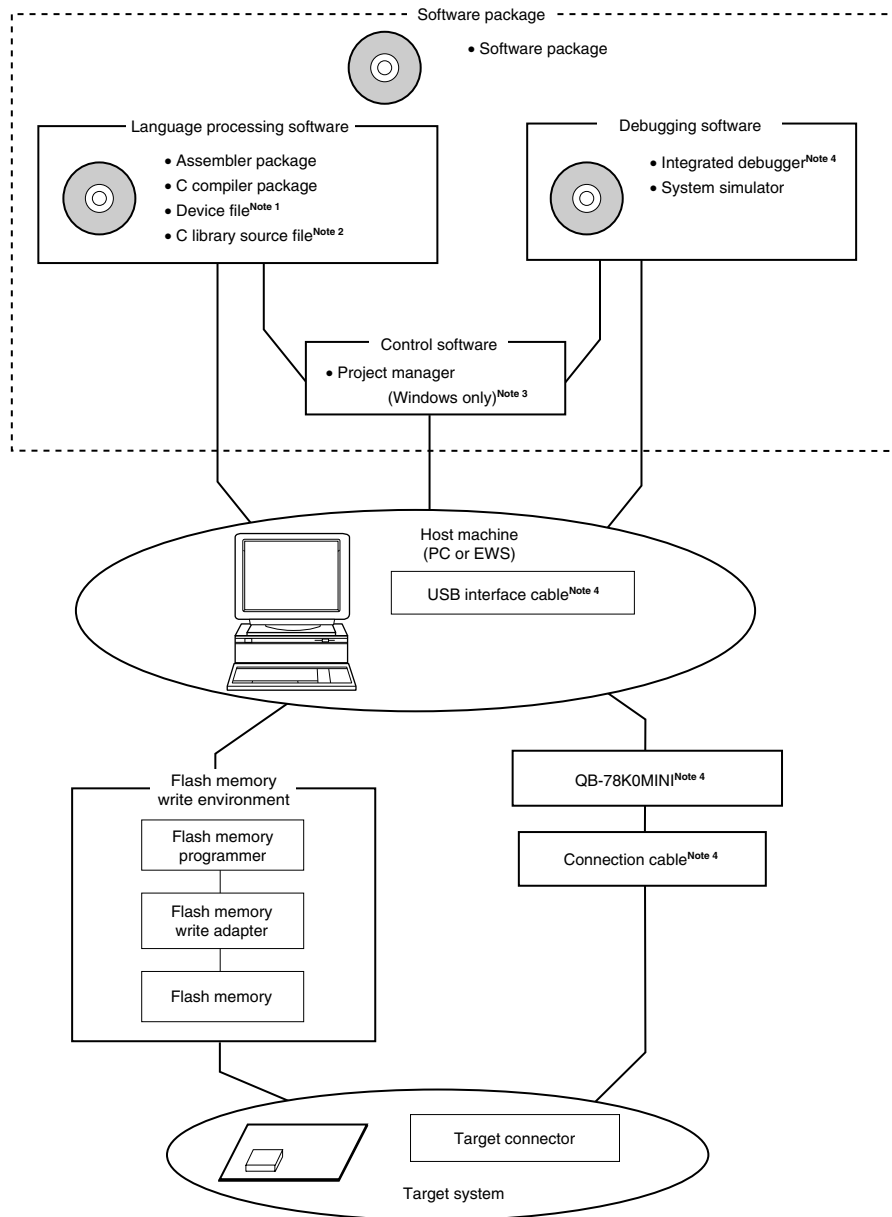 Software package
• Software package
Language processing software
• Assembler package
• C compiler package
• Device fileNote 1
• C library source fileNote 2
Debugging software
• Integrated debuggerNote 4
• System simulator
Control software
• Project manager
(Windows only)Note 3
Host machine
(PC or EWS)
USB interface cableNote 4
Flash memory
write environment
Flash memory
programmer
Flash memory
write adapter
Flash memory
QB-78K0MININote 4
Connection cableNote 4
Target connector
Target system